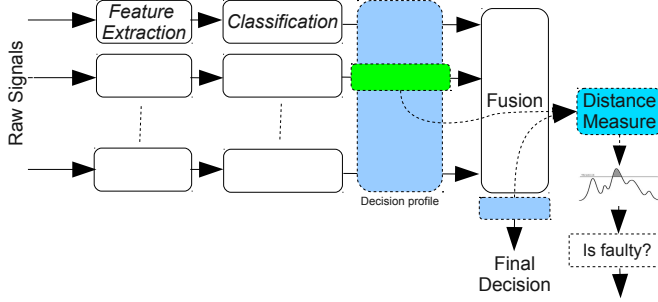 Raw Signals
Feature
Extraction
Classification
Decision profile
Fusion
Final
Decision
Distance
Measure
Is faulty?